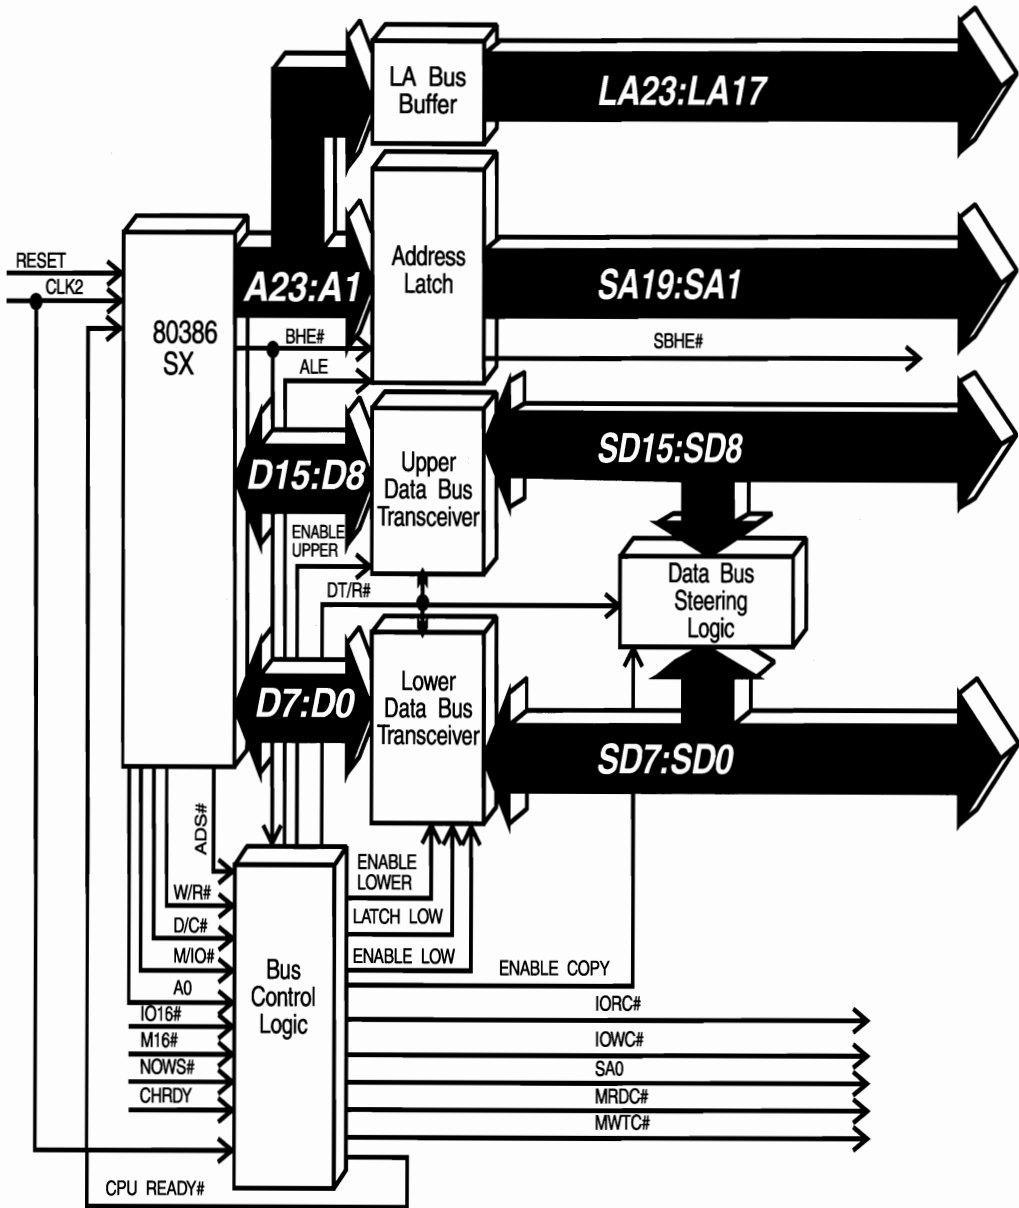 LA Bus
Buffer
LA23:LA17
RESET
CLK2
80386
SX
A23:A1
Address
Latch
SA19:SA1
BHE#
SBHE#
ALE
D15:D8
Upper
Data Bus
Transceiver
SD15:SD8
ENABLE
UPPER
DT/R#
Data Bus
Steering
Logic
D7:D0
Lower
Data Bus
Transceiver
SD7:SD0
ADS#
W/R#
D/C#
M/IO#
A0
IO16#
M16#
NOWS#
CHRDY
Bus
Control
Logic
ENABLE
LOWER
LATCH LOW
ENABLE LOW
ENABLE COPY
IORC#
IOWC#
SA0
MRDC#
MWTC#
CPU READY#